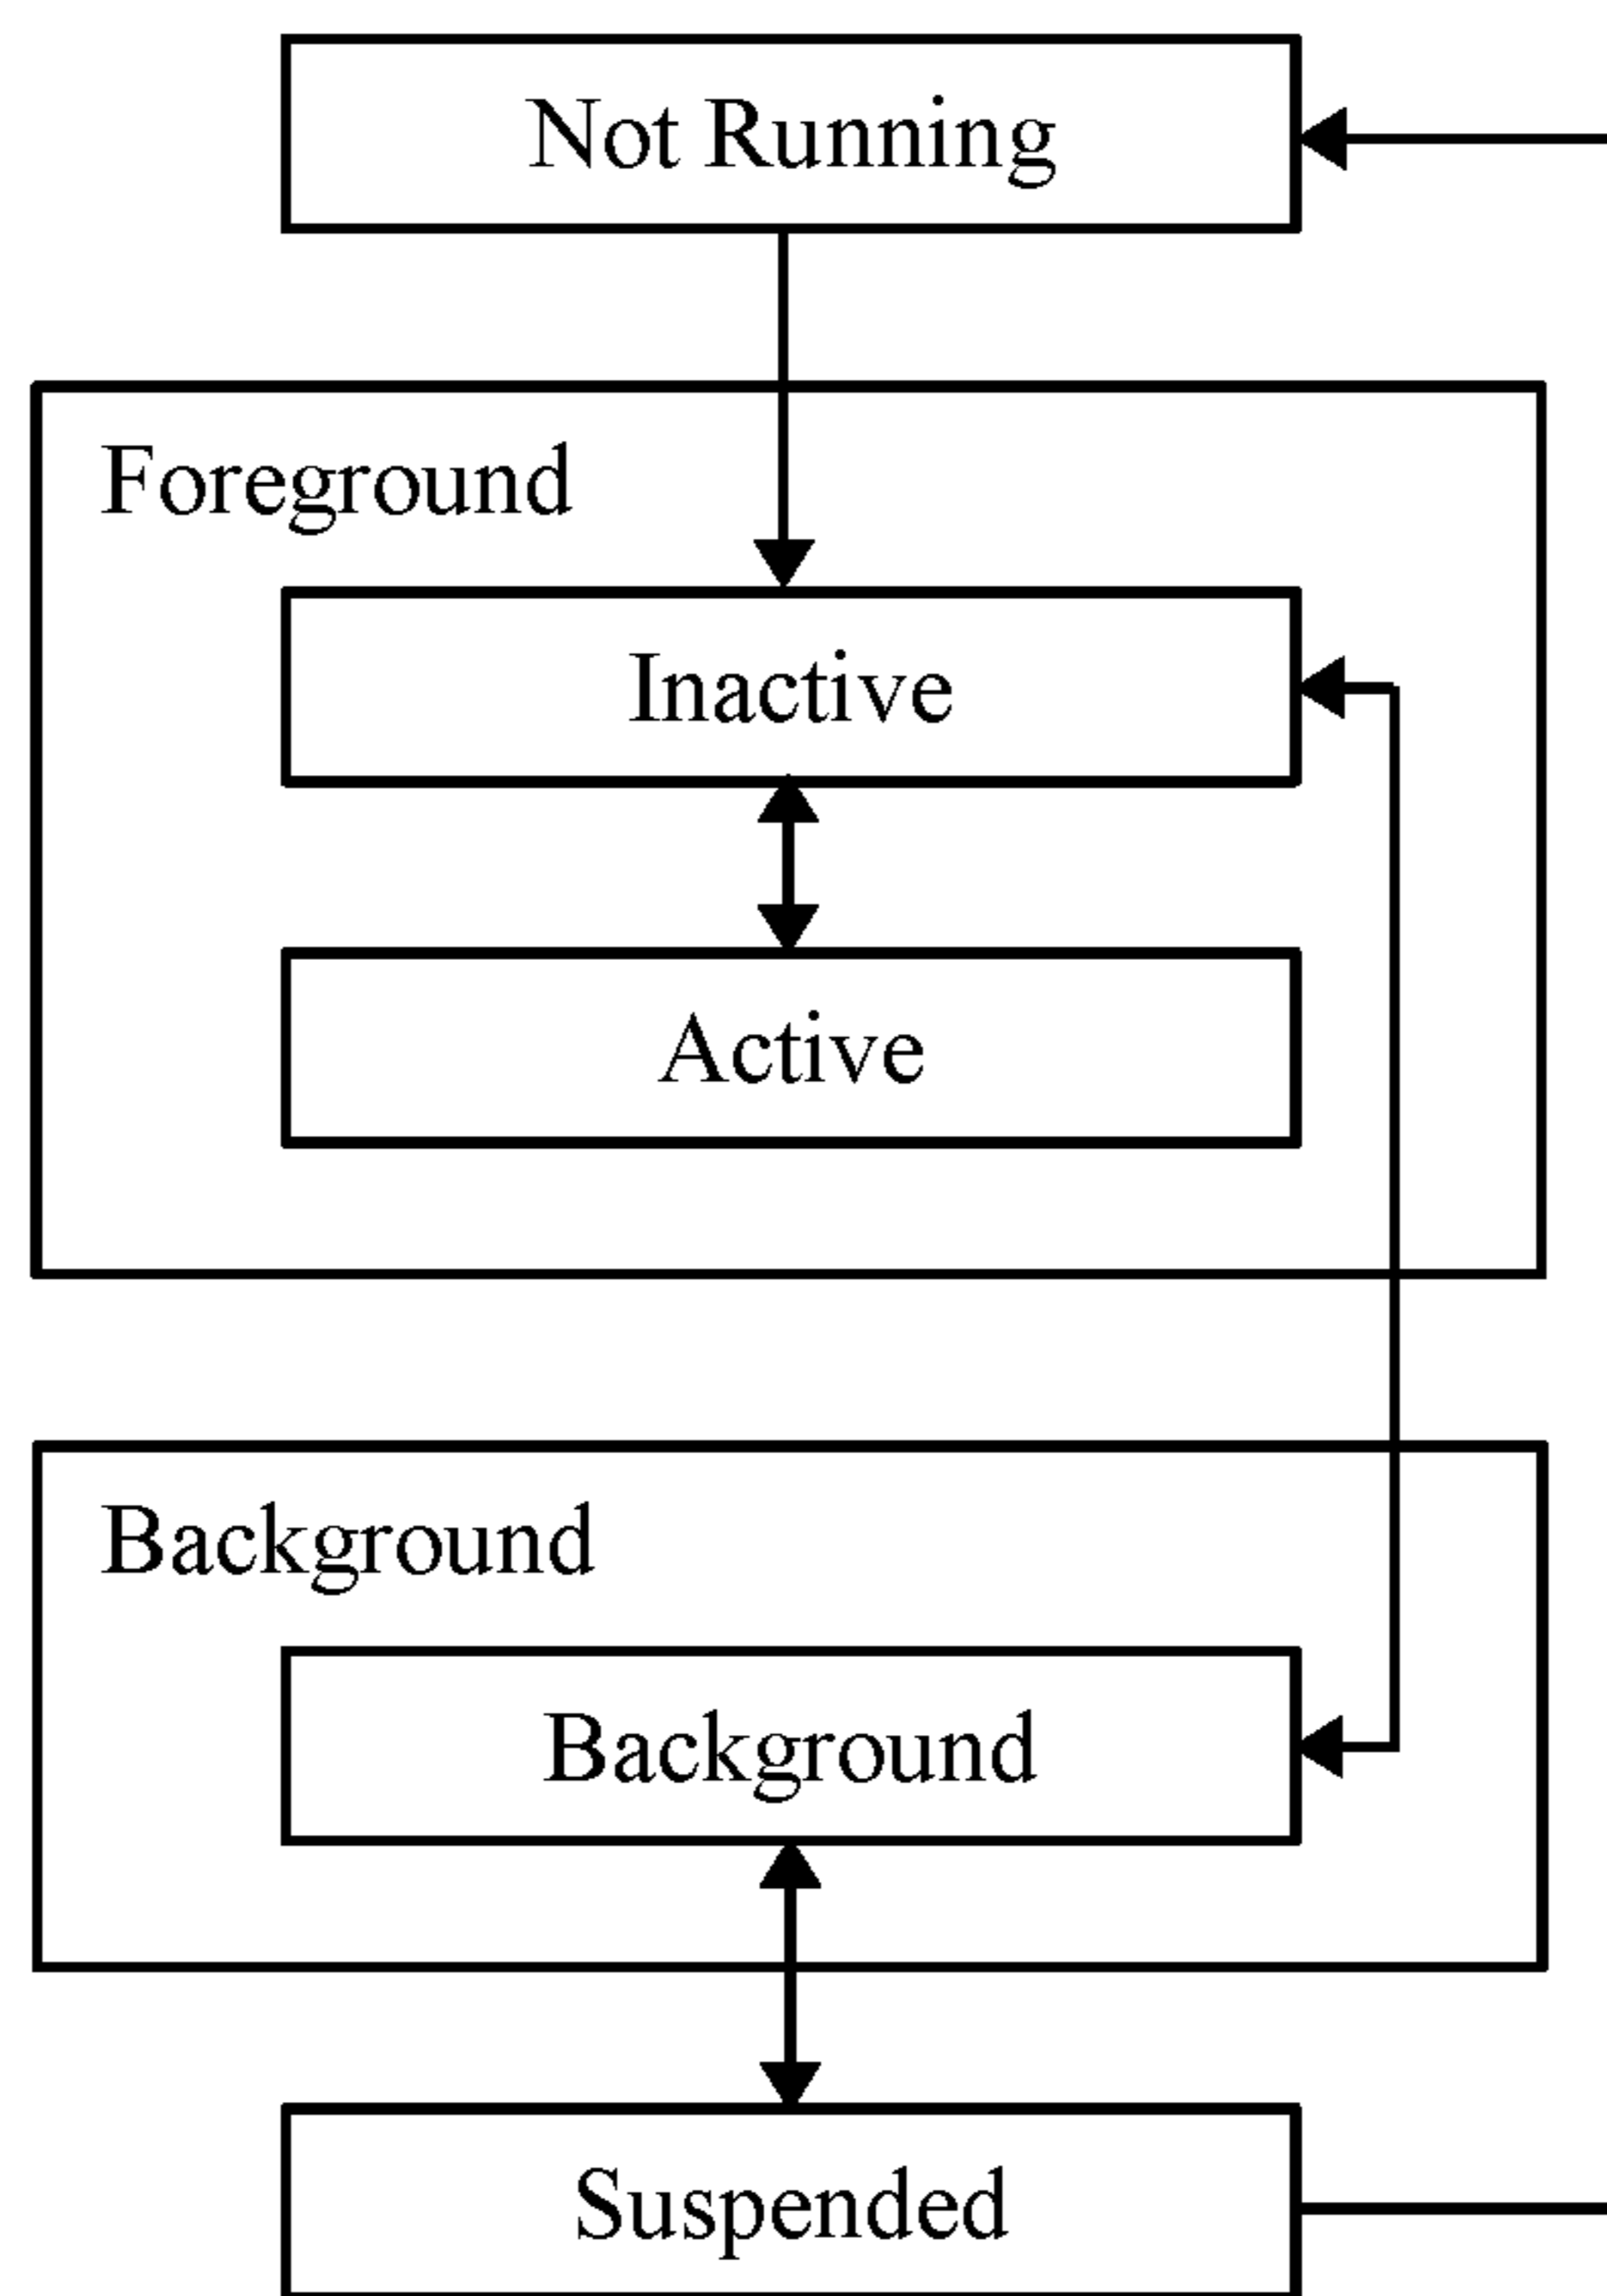 Not Running
Foreground
Inactive
Active
Background
Background
Suspended